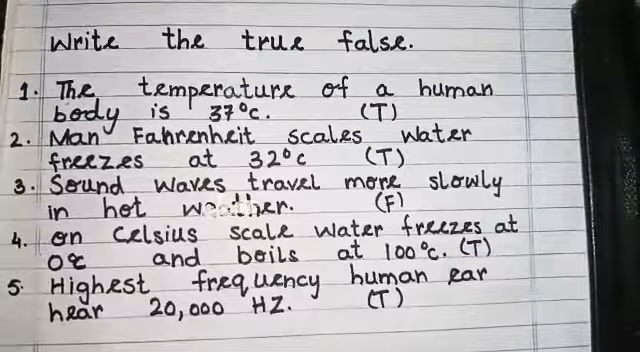 Write the true false.
1. The temperature of a human
body is 37°c. (T)
2. Man Fahrenheit scales Water
freezes at 32°c (T)
3. Sound waves travel more slowly
in hot weather. (F)
4. on Celsius scale Water freezes at
0℃ and boils at 100°c. (T)
5. Highest frequency human ear
hear 20,000 HZ. (T)